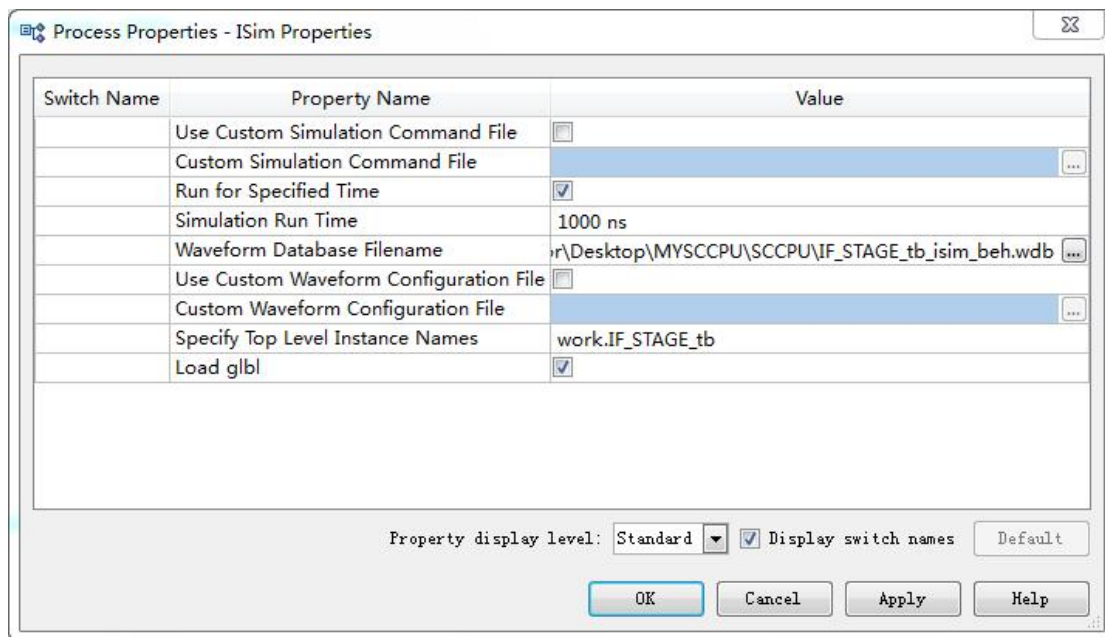 Process Properties - ISim Properties
Switch Name Property Name Value
Use Custom Simulation Command File
Custom Simulation Command File ...
Run for Specified Time
Simulation Run Time 1000 ns
Waveform Database Filename r\Desktop\MYSCCPU\SCCPU\IF_STAGE_tb_isim_beh.wdb ...
Use Custom Waveform Configuration File
Custom Waveform Configuration File ...
Specify Top Level Instance Names work.IF_STAGE_tb
Load glbl
Property display level: Standard Display switch names Default
OK Cancel Apply Help